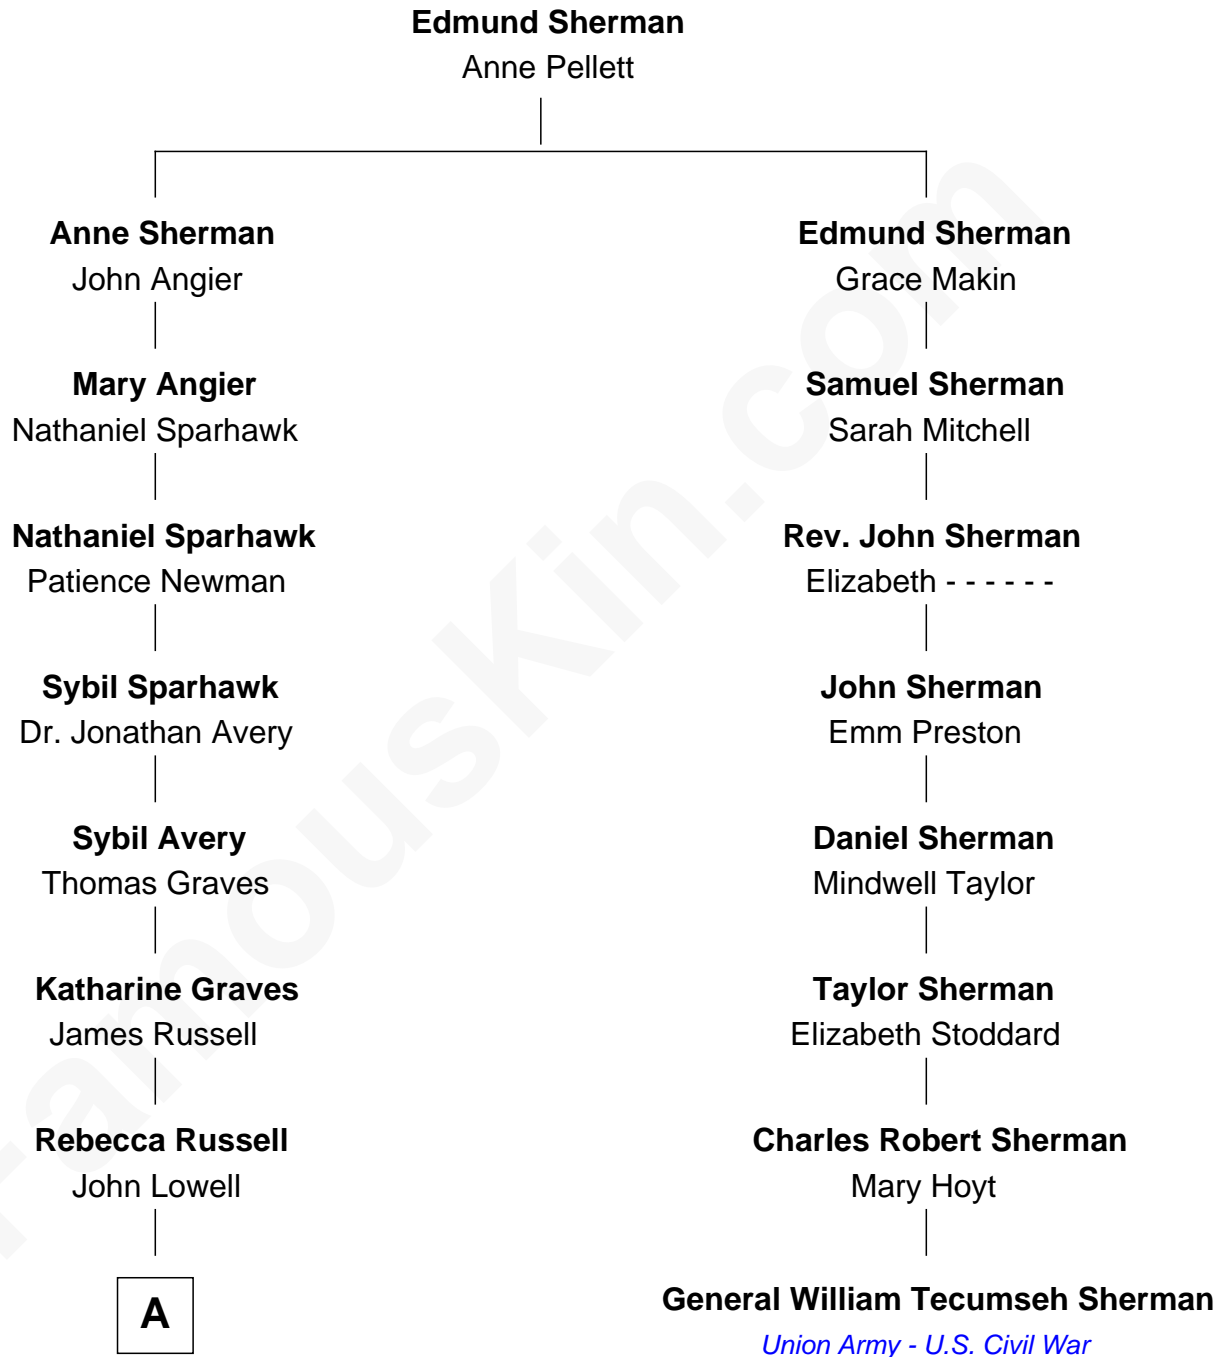 Edmund Sherman
Anne Pellett
Anne Sherman
John Angier
Mary Angier
Nathaniel Sparhawk
Nathaniel Sparhawk
Patience Newman
Sybil Sparhawk
Dr. Jonathan Avery
Sybil Avery
Thomas Graves
Katharine Graves
James Russell
Rebecca Russell
John Lowell
A
Edmund Sherman
Grace Makin
Samuel Sherman
Sarah Mitchell
Rev. John Sherman
Elizabeth - - - - - -
John Sherman
Emm Preston
Daniel Sherman
Mindwell Taylor
Taylor Sherman
Elizabeth Stoddard
Charles Robert Sherman
Mary Hoyt
General William Tecumseh Sherman
Union Army - U.S. Civil War
FamousKin.com